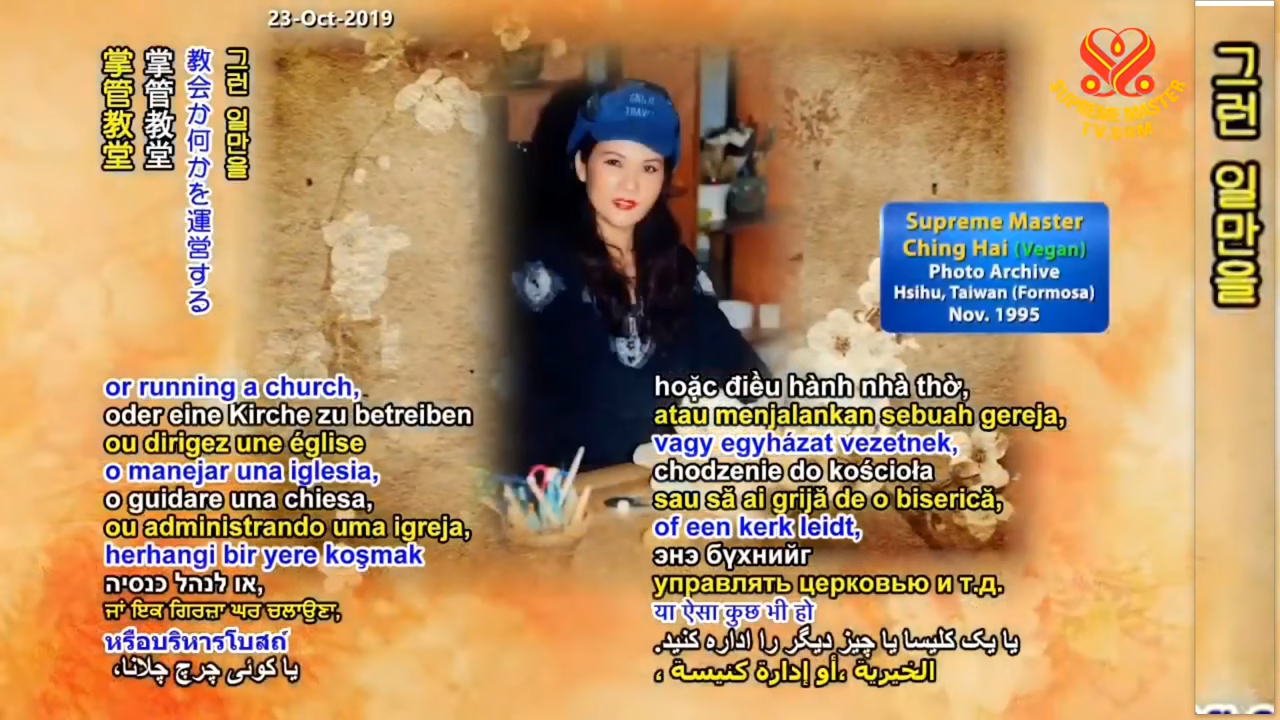 23-Oct-2019
掌管教堂
掌管教堂
教会か何かを運営する
그런 일만을
SUPREME MASTER
TV.COM
Supreme Master
Ching Hai (Vegan)
Photo Archive
Hsihu, Taiwan (Formosa)
Nov. 1995
그런 일만을
or running a church,
oder eine Kirche zu betreiben
ou dirigez une église
o manejar una iglesia,
o guidare una chiesa,
ou administrando uma igreja,
herhangi bir yere koşmak
או לנהל כנסיה,
ਜਾਂ ਇਕ ਗਿਰਜ਼ਾ ਘਰ ਚਲਾਉਣਾ,
หรือบริหารโบสถ์
یا کوئی چرچ چلانا،
hoặc điều hành nhà thờ,
atau menjalankan sebuah gereja,
vagy egyházat vezetnek,
chodzenie do kościoła
sau să ai grijă de o biserică,
of een kerk leidt,
энэ бүхнийг
управлять церковью и т.д.
या ऐसा कुछ भी हो
یا یک کلیسا یا چیز دیگر را اداره کنید.
الخيرية ،أو إدارة كنيسة ،